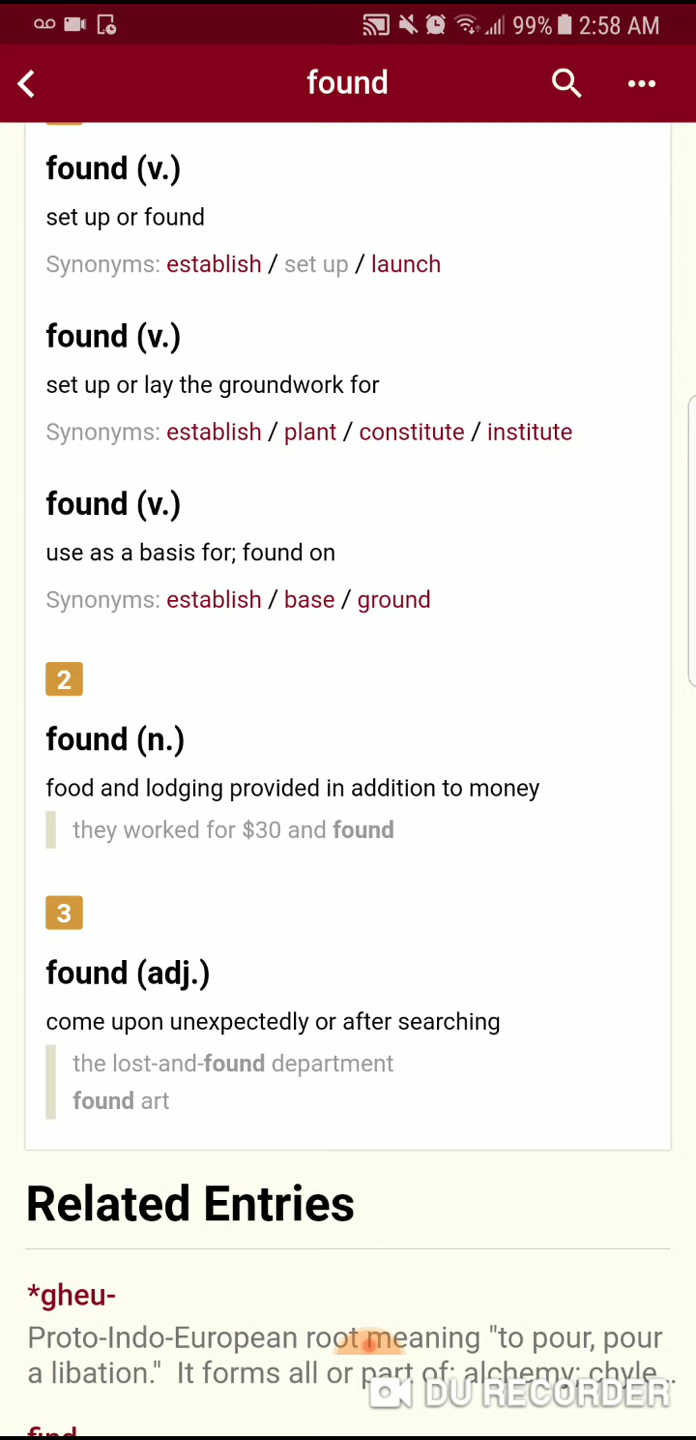 99% 2:58 AM
found
found (v.)
set up or found
Synonyms: establish / set up / launch
found (v.)
set up or lay the groundwork for
Synonyms: establish / plant / constitute / institute
found (v.)
use as a basis for; found on
Synonyms: establish / base / ground
2
found (n.)
food and lodging provided in addition to money
they worked for $30 and found
3
found (adj.)
come upon unexpectedly or after searching
the lost-and-found department
found art
Related Entries
*gheu-
Proto-Indo-European root meaning "to pour, pour
a libation." It forms all or part of: alchemy; chyle...
DU RECORDER
find